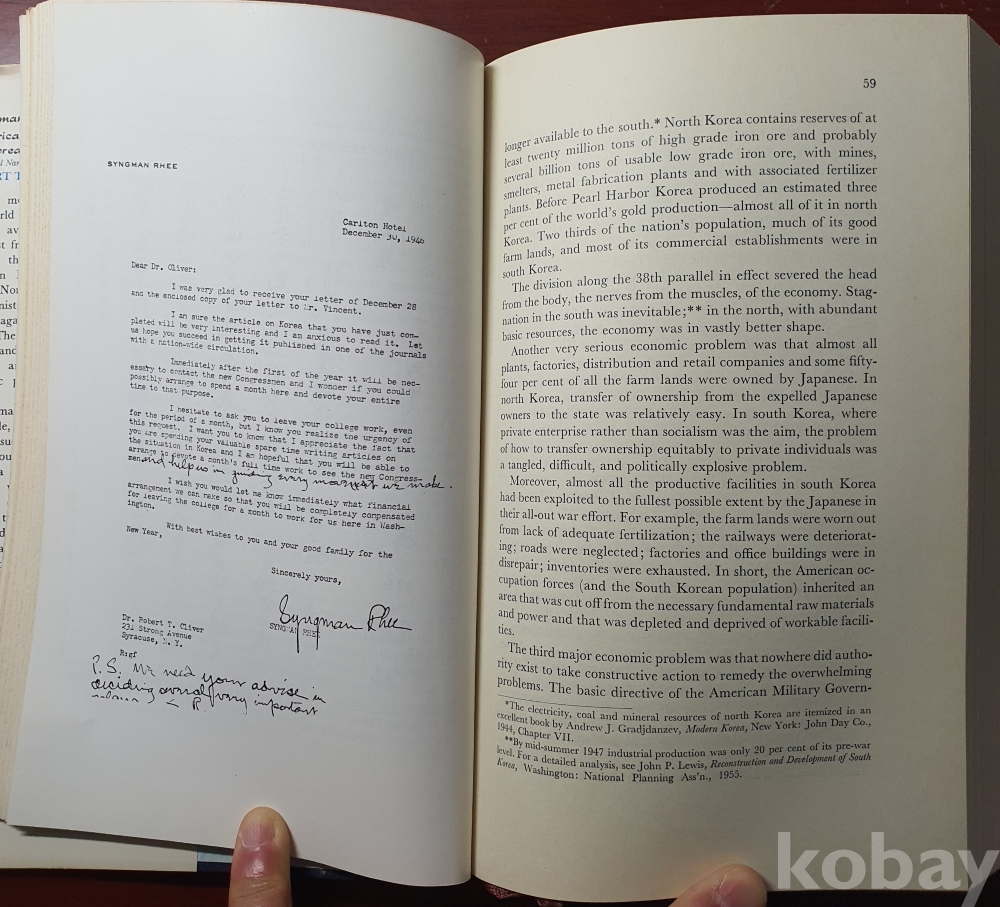 SYNGMAN RHEE
Carlton Hotel
December 30, 1946
Dear Dr. Oliver:
I was very glad to receive your letter of December 28
and the enclosed copy of your letter to Mr. Vincent.
I am sure the article on Korea that you have just com-
pleted will be very interesting and I am anxious to read it. Let
us hope you succeed in getting it published in one of the journals
with a nation-wide circulation.
Immediately after the first of the year it will be nec-
essary to contact the new Congressmen and I wonder if you could
possibly arrange to spend a month here and devote your entire
time to that purpose.
I hesitate to ask you to leave your college work, even
for the period of a month, but I know you realize the urgency of
this request. I want you to know that I appreciate the fact that
you are spending your valuable spare time writing articles on
the situation in Korea and I am hopeful that you will be able to
arrange to devote a month's full time work to see the new Congress-
men and help us in guiding every movement we make.
I wish you would let me know immediately what financial
arrangement we can make so that you will be completely compensated
for leaving the college for a month to work for us here in Wash-
ington.
With best wishes to you and your good family for the
New Year,
Sincerely yours,
Syngman Rhee
SYNGMAN RHEE
Dr. Robert T. Oliver
231 Strong Avenue
Syracuse, N. Y.
R:gf
P.S. We need your advise in
deciding several very important
R
59
longer available to the south.* North Korea contains reserves of at
least twenty million tons of high grade iron ore and probably
several billion tons of usable low grade iron ore, with mines,
smelters, metal fabrication plants and with associated fertilizer
plants. Before Pearl Harbor Korea produced an estimated three
per cent of the world's gold production—almost all of it in north
Korea. Two thirds of the nation's population, much of its good
farm lands, and most of its commercial establishments were in
south Korea.
The division along the 38th parallel in effect severed the head
from the body, the nerves from the muscles, of the economy. Stag-
nation in the south was inevitable;** in the north, with abundant
basic resources, the economy was in vastly better shape.
Another very serious economic problem was that almost all
plants, factories, distribution and retail companies and some fifty-
four per cent of all the farm lands were owned by Japanese. In
north Korea, transfer of ownership from the expelled Japanese
owners to the state was relatively easy. In south Korea, where
private enterprise rather than socialism was the aim, the problem
of how to transfer ownership equitably to private individuals was
a tangled, difficult, and politically explosive problem.
Moreover, almost all the productive facilities in south Korea
had been exploited to the fullest possible extent by the Japanese in
their all-out war effort. For example, the farm lands were worn out
from lack of adequate fertilization; the railways were deteriorat-
ing; roads were neglected; factories and office buildings were in
disrepair; inventories were exhausted. In short, the American oc-
cupation forces (and the South Korean population) inherited an
area that was cut off from the necessary fundamental raw materials
and power and that was depleted and deprived of workable facili-
ties.
The third major economic problem was that nowhere did autho-
rity exist to take constructive action to remedy the overwhelming
problems. The basic directive of the American Military Govern-
*The electricity, coal and mineral resources of north Korea are itemized in an
excellent book by Andrew J. Gradjdanzev, Modern Korea, New York: John Day Co.,
1944, Chapter VII.
**By mid-summer 1947 industrial production was only 20 per cent of its pre-war
level. For a detailed analysis, see John P. Lewis, Reconstruction and Development of South
Korea, Washington: National Planning Ass'n., 1955.
kobay